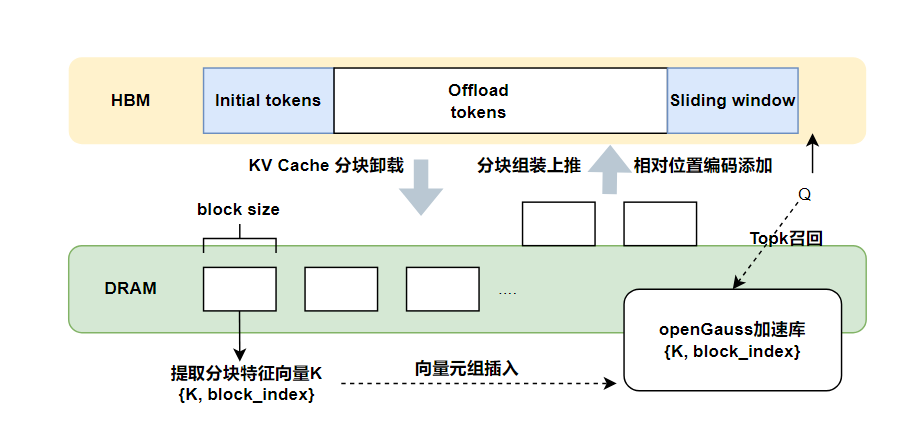 HBM
Initial tokens
Offload
tokens
Sliding window
KV Cache 分块卸载
分块组装上推
相对位置编码添加
block size
Q
Topk召回
DRAM
....
openGauss加速库
{K, block_index}
提取分块特征向量K
{K, block_index}
向量元组插入